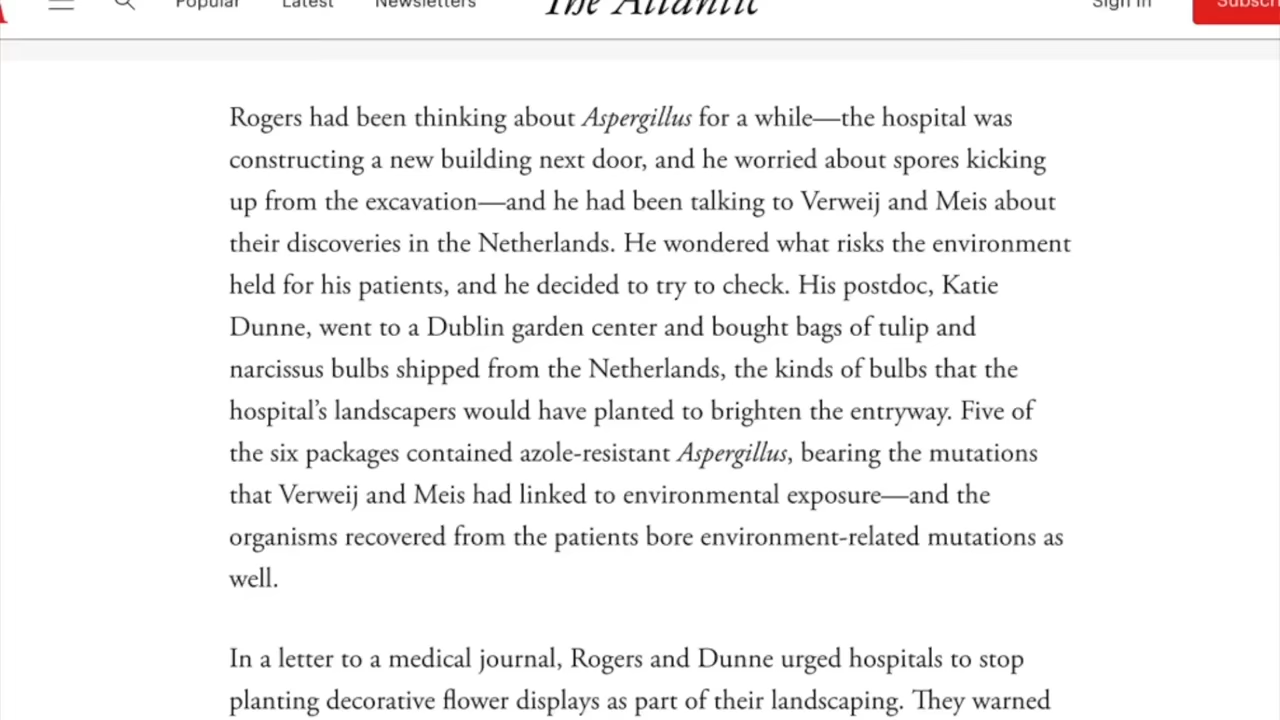 Popular Latest Newsletters The Atlantic Sign In Subscri
Rogers had been thinking about Aspergillus for a while—the hospital was
constructing a new building next door, and he worried about spores kicking
up from the excavation—and he had been talking to Verweij and Meis about
their discoveries in the Netherlands. He wondered what risks the environment
held for his patients, and he decided to try to check. His postdoc, Katie
Dunne, went to a Dublin garden center and bought bags of tulip and
narcissus bulbs shipped from the Netherlands, the kinds of bulbs that the
hospital’s landscapers would have planted to brighten the entryway. Five of
the six packages contained azole-resistant Aspergillus, bearing the mutations
that Verweij and Meis had linked to environmental exposure—and the
organisms recovered from the patients bore environment-related mutations as
well.
In a letter to a medical journal, Rogers and Dunne urged hospitals to stop
planting decorative flower displays as part of their landscaping. They warned